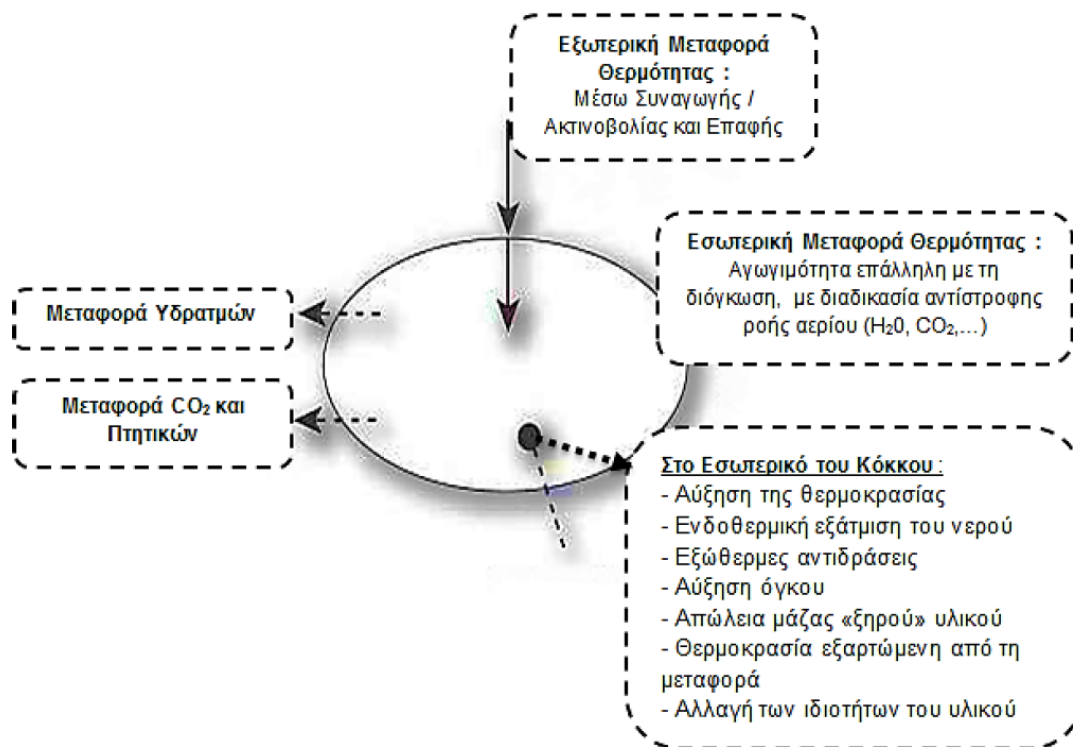 Εξωπερική Μεταφορά
Θερμότητας :
Μέσω Συναγωγής /
Ακτινοβολίας και Επαφής
Εσωπερική Μεταφορά Θερμότητας :
Αγωγιμότητα επάλληλη με τη
διόγκωση, με διαδικασία αντίστροφης
ροής αερίου (H₂0, CO₂,...)
Μεταφορά Υδρατμών
Μεταφορά CO₂ και
Πτητικών
Στο Εσωτερικό του Κόκκου :
- Αύξηση της θερμοκρασίας
- Ενδοθερμική εξάτμιση του νερού
- Εξώθερμες αντιδράσεις
- Αύξηση όγκου
- Απώλεια μάζας «ξηρού» υλικού
- Θερμοκρασία εξαρτώμενη από τη
μεταφορά
- Αλλαγή των ιδιοτήτων του υλικού